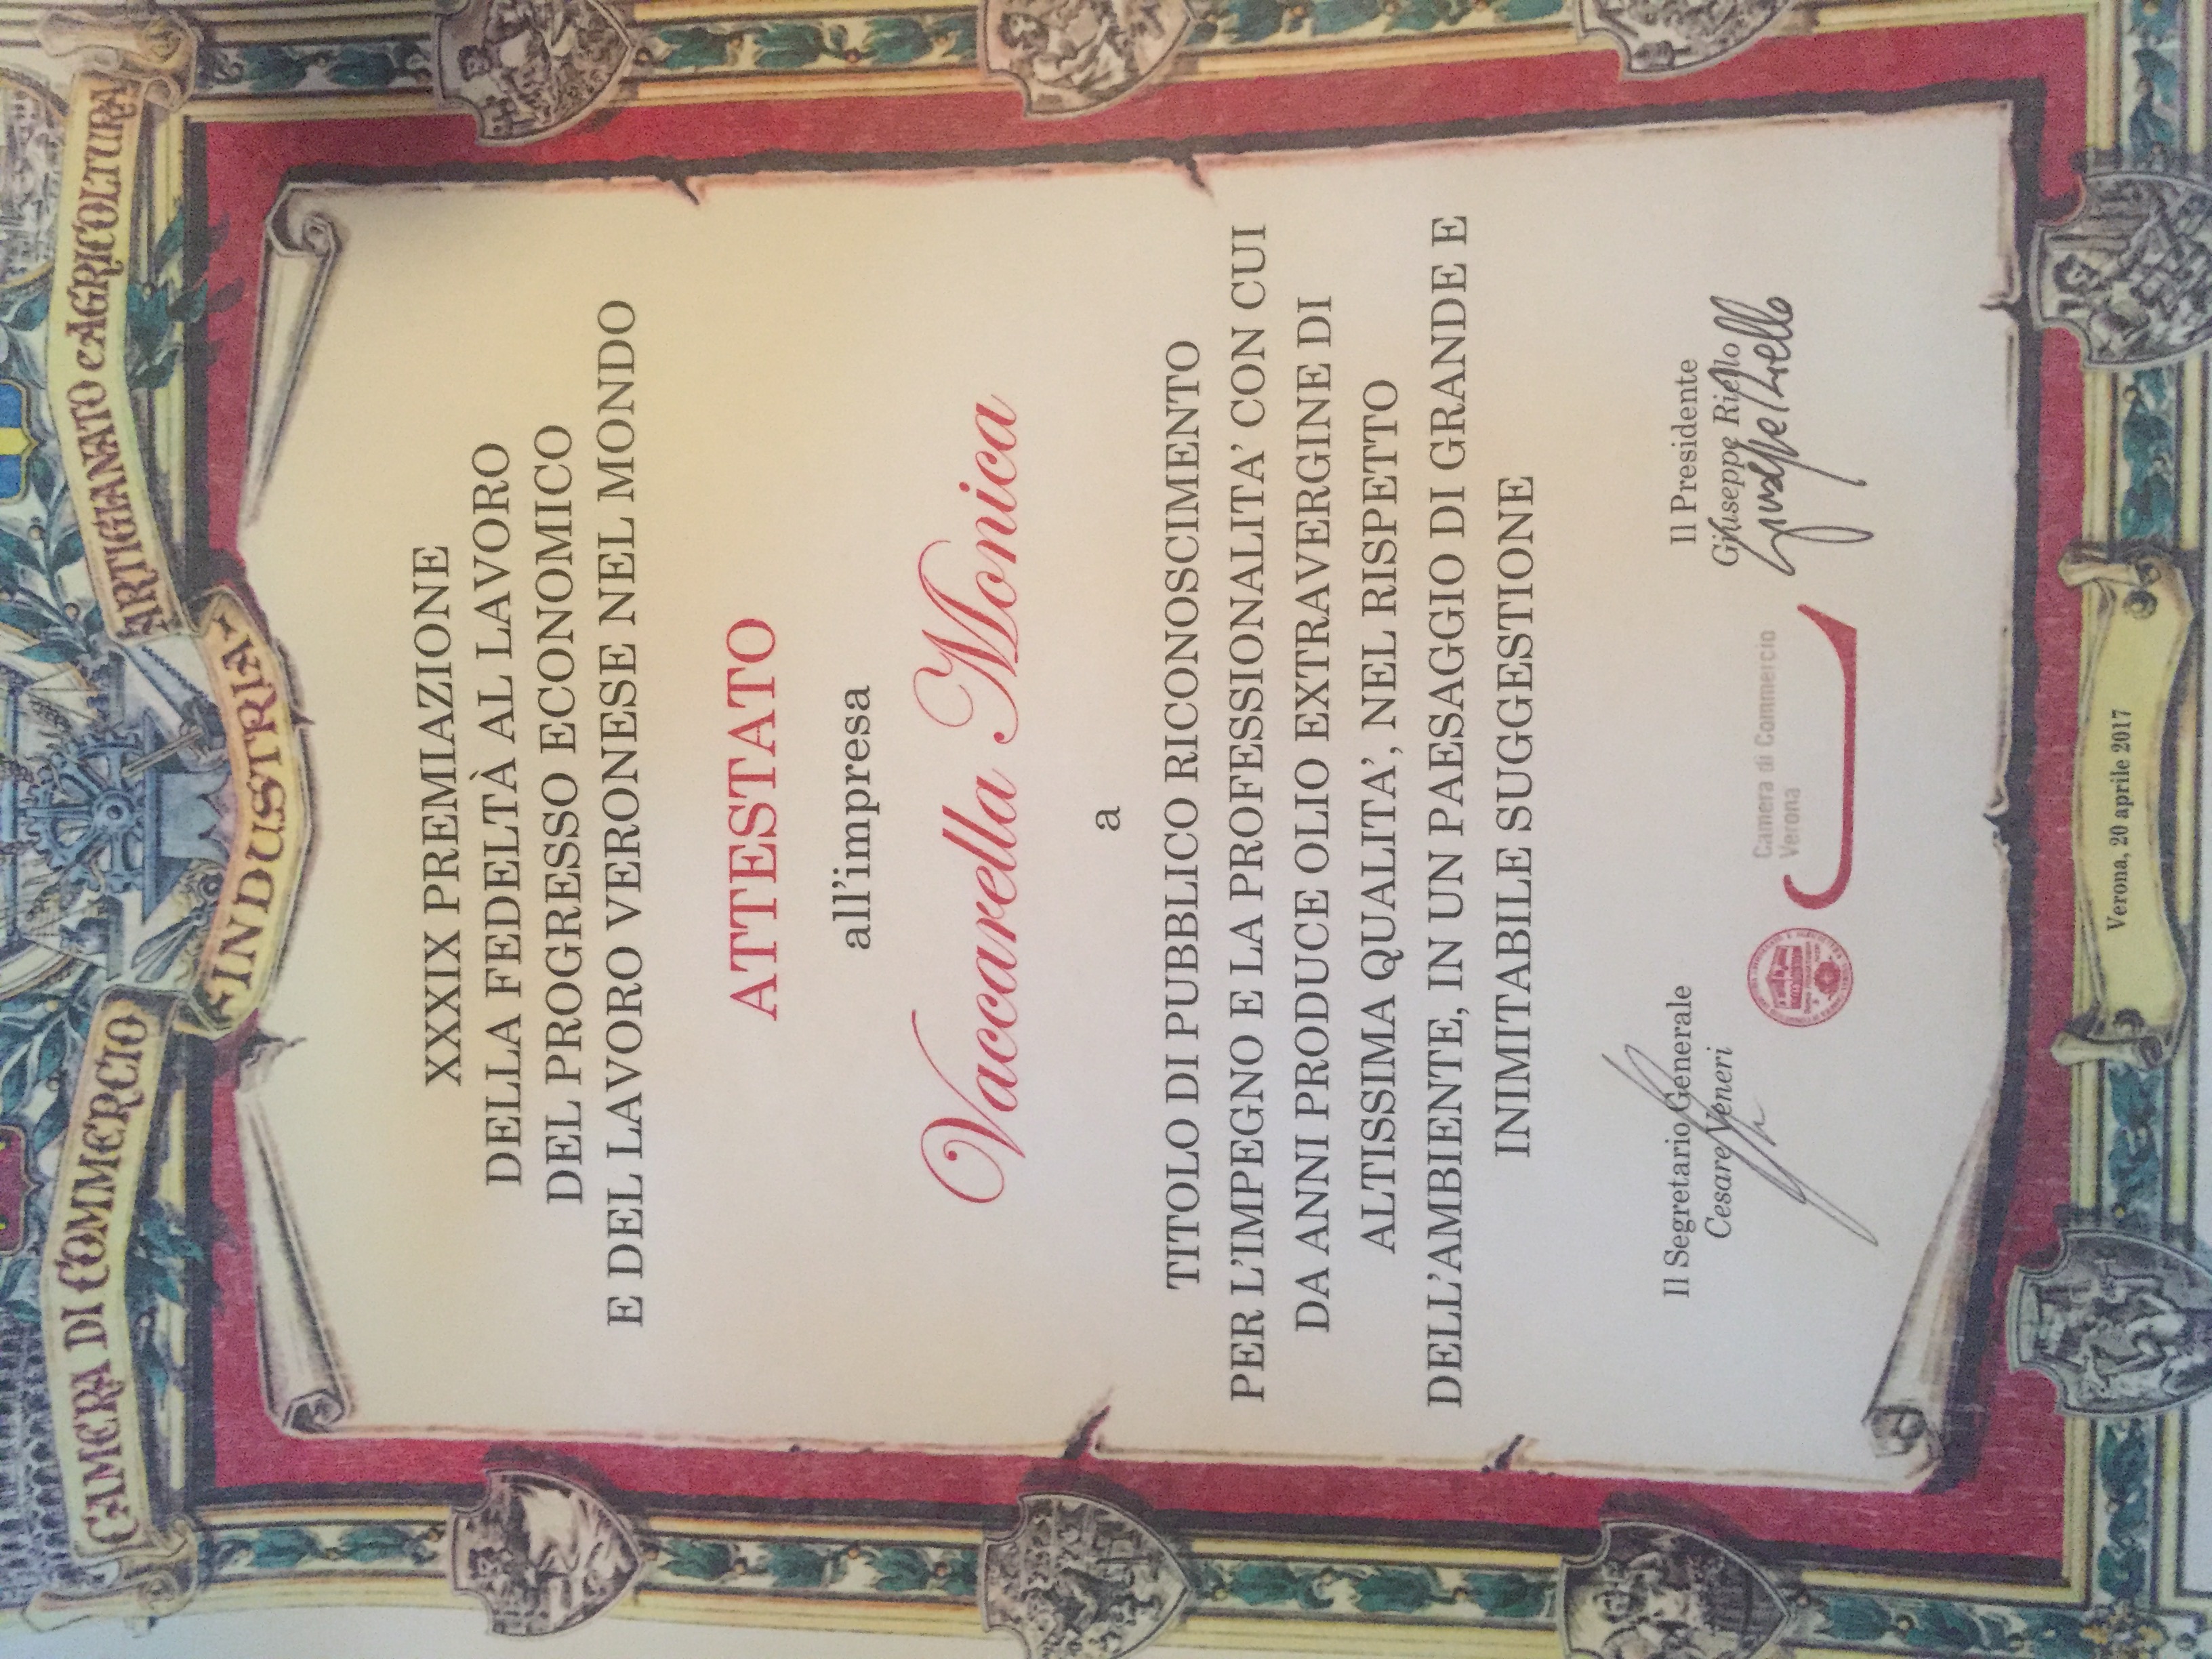 CAMERA DI COMMERCIO
INDUSTRIA
ARTIGIANATO e AGRICOLTURA
XXXIX PREMIAZIONE
DELLA FEDELTÀ AL LAVORO
DEL PROGRESSO ECONOMICO
E DEL LAVORO VERONESE NEL MONDO
ATTESTATO
all'impresa
Vaccarella Monica
a
TITOLO DI PUBBLICO RICONOSCIMENTO
PER L'IMPEGNO E LA PROFESSIONALITA' CON CUI
DA ANNI PRODUCE OLIO EXTRAVERGINE DI
ALTISSIMA QUALITA', NEL RISPETTO
DELL'AMBIENTE, IN UN PAESAGGIO DI GRANDE E
INIMITABILE SUGGESTIONE
Il Segretario Generale
Cesare Veneri
Camera di Commercio
Verona
Il Presidente
Giuseppe Riello
Giuseppe Riello
Verona, 20 aprile 2017